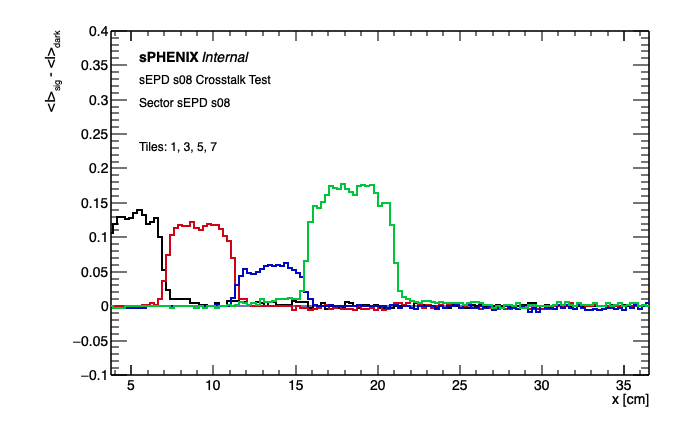 <I>sig - <I>dark
0.4
0.35
0.3
0.25
0.2
0.15
0.1
0.05
0
−0.05
−0.1
sPHENIX Internal
sEPD s08 Crosstalk Test
Sector sEPD s08
Tiles: 1, 3, 5, 7
5 10 15 20 25 30 35
x [cm]